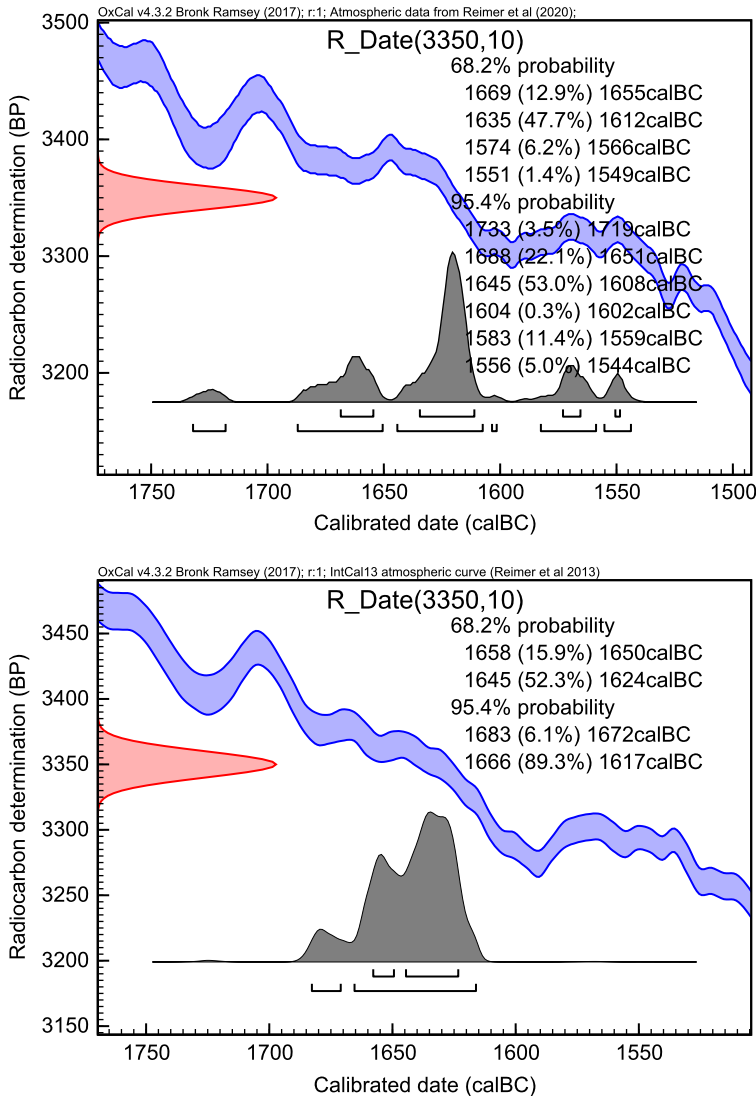 OxCal v4.3.2 Bronk Ramsey (2017); r:1; Atmospheric data from Reimer et al (2020);
R_Date(3350,10)
68.2% probability
1669 (12.9%) 1655calBC
1635 (47.7%) 1612calBC
1574 (6.2%) 1566calBC
1551 (1.4%) 1549calBC
95.4% probability
1733 (3.5%) 1719calBC
1688 (22.1%) 1651calBC
1645 (53.0%) 1608calBC
1604 (0.3%) 1602calBC
1583 (11.4%) 1559calBC
1556 (5.0%) 1544calBC
Radiocarbon determination (BP)
3500
3400
3300
3200
1750 1700 1650 1600 1550 1500
Calibrated date (calBC)
OxCal v4.3.2 Bronk Ramsey (2017); r:1; IntCal13 atmospheric curve (Reimer et al 2013)
R_Date(3350,10)
68.2% probability
1658 (15.9%) 1650calBC
1645 (52.3%) 1624calBC
95.4% probability
1683 (6.1%) 1672calBC
1666 (89.3%) 1617calBC
Radiocarbon determination (BP)
3450
3400
3350
3300
3250
3200
3150
1750 1700 1650 1600 1550
Calibrated date (calBC)